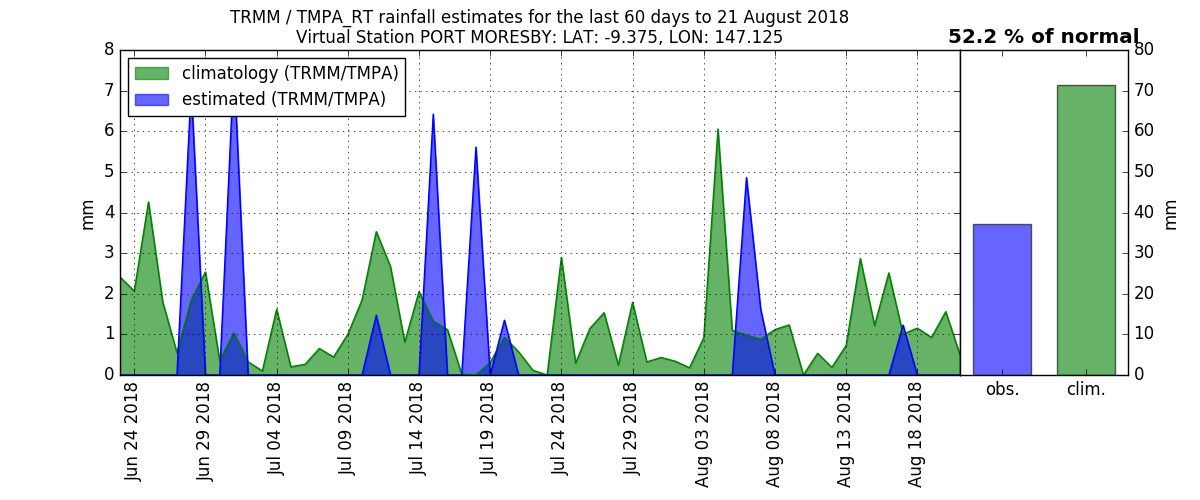 TRMM / TMPA_RT rainfall estimates for the last 60 days to 21 August 2018
Virtual Station PORT MORESBY: LAT: -9.375, LON: 147.125
52.2 % of normal
climatology (TRMM/TMPA)
estimated (TRMM/TMPA)
8
7
6
5
4
3
2
1
0
mm
Jun 24 2018
Jun 29 2018
Jul 04 2018
Jul 09 2018
Jul 14 2018
Jul 19 2018
Jul 24 2018
Jul 29 2018
Aug 03 2018
Aug 08 2018
Aug 13 2018
Aug 18 2018
obs.
clim.
80
70
60
50
40
30
20
10
0
mm